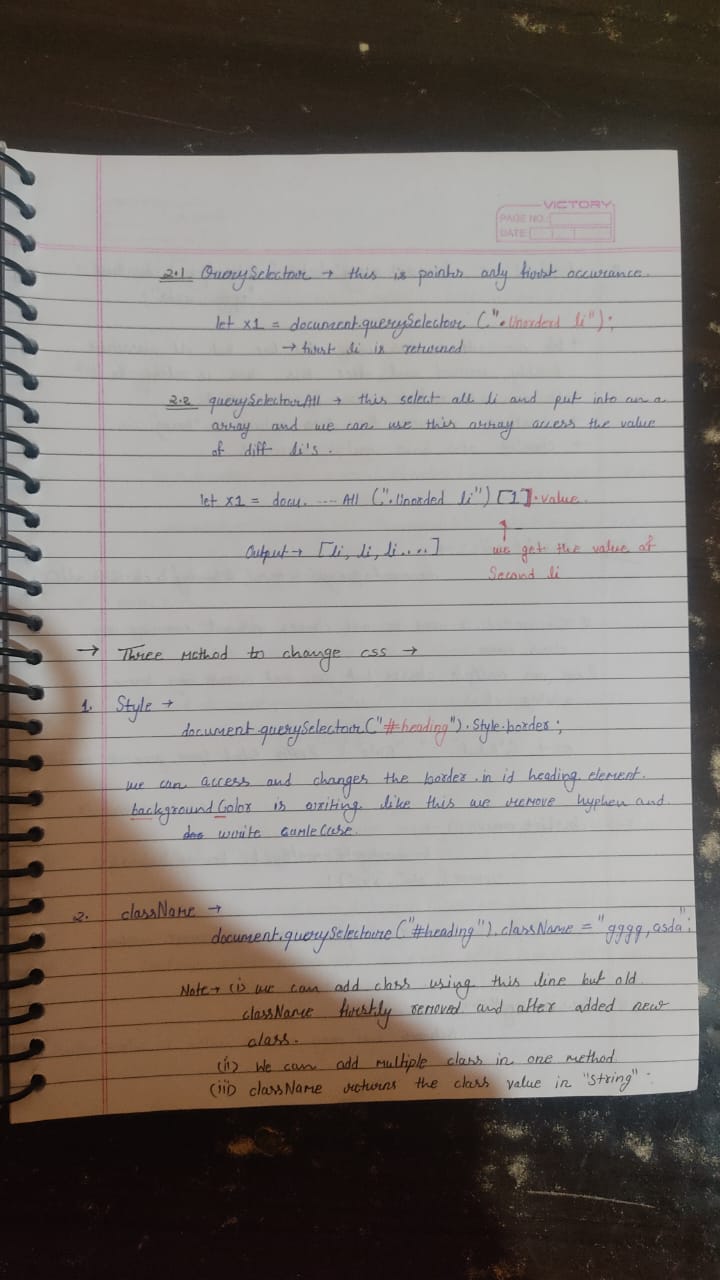 VICTORY
PAGE NO.:
DATE:
2.1 QuerySelector → this is points only first occurance.
let x1 = document.querySelector (".Unorderd li");
→ first li is returned
2.2 querySelectorAll → this select all li and put into an a
array and we can use this array access the value
of diff li's.
let x1 = docu. ---- All (".Unorded li") [1].value.
Output → [li, li, li....] we get the value of
Second li
→ Three Method to change css →
1. Style →
document.querySelector("#heading").Style.border;
we can access and changes the border in id heading element.
background Color is writing like this we remove hyphen and
write CamleCase.
2. className →
document.querySelectore("#heading").className = "gggg, asda";
Note → (i) we can add class using this line but old
className firstly removed and after added new
class.
(ii) We can add multiple class in one method
(iii) className returns the class value in "String".